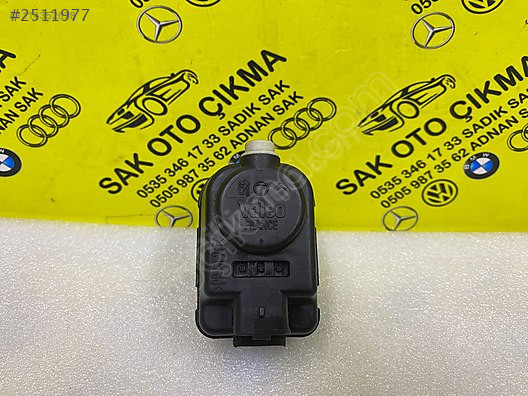 #2511977
SAK OTO ÇIKMA
0535 346 17 33 SADIK SAK
0505 987 35 62 ADNAN SAK
SAK OTO ÇIKMA
0535 346 17 33 SADIK SAK
0505 987 35 62 ADNAN SAK
Valeo
FRANCE